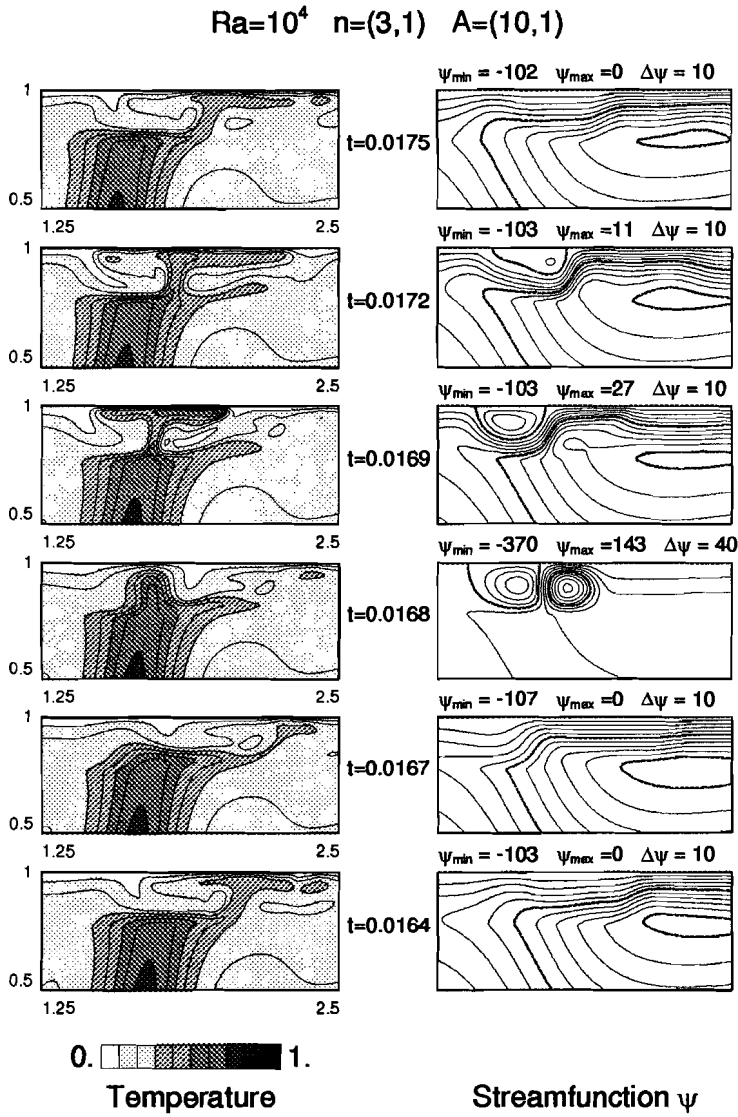 Ra=10⁴ n=(3,1) A=(10,1)
ψmin = -102 ψmax =0 Δψ = 10
1
t=0.0175
0.5
1.25 2.5
ψmin = -103 ψmax =11 Δψ = 10
1
t=0.0172
0.5
1.25 2.5
ψmin = -103 ψmax =27 Δψ = 10
1
t=0.0169
0.5
1.25 2.5
ψmin = -370 ψmax =143 Δψ = 40
1
t=0.0168
0.5
1.25 2.5
ψmin = -107 ψmax =0 Δψ = 10
1
t=0.0167
0.5
1.25 2.5
ψmin = -103 ψmax =0 Δψ = 10
1
t=0.0164
0.5
1.25 2.5
0. 1.
Temperature Streamfunction ψ